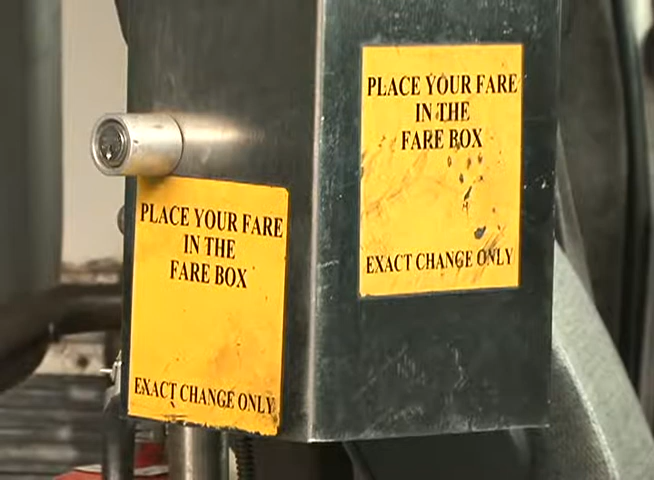 PLACE YOUR FARE
IN THE
FARE BOX
EXACT CHANGE ONLY
PLACE YOUR FARE
IN THE
FARE BOX
EXACT CHANGE ONLY